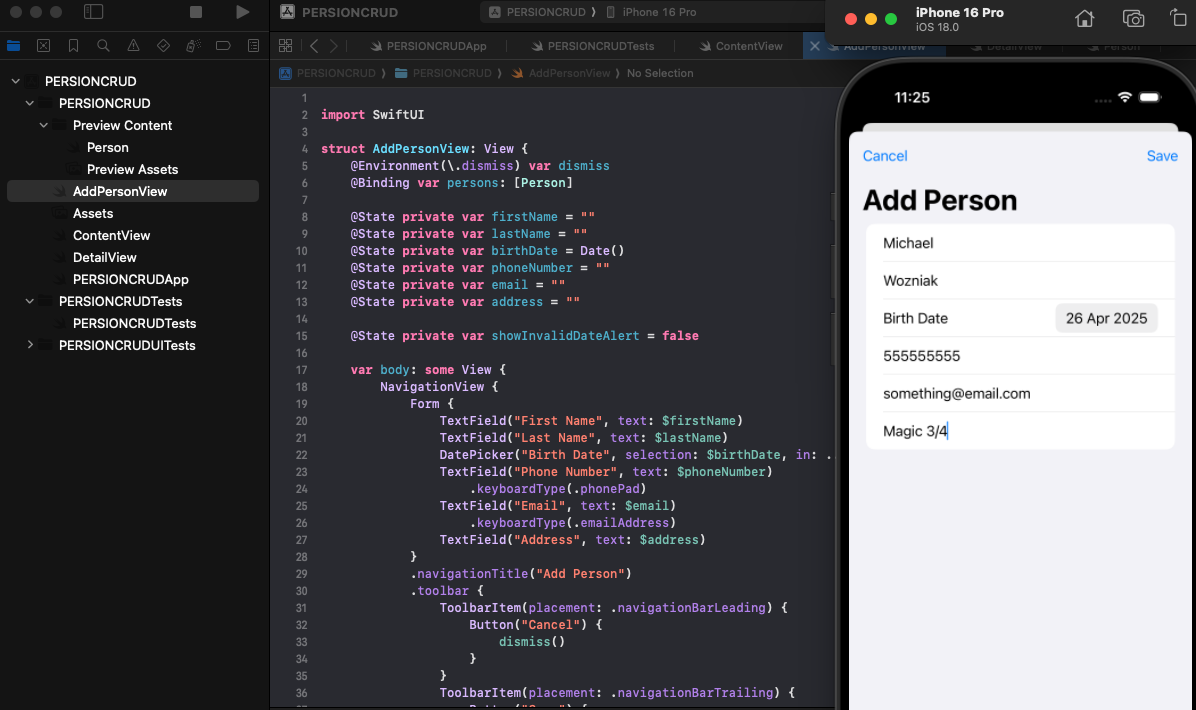 PERSIONCRUD
PERSIONCRUD 〉 iPhone 16 Pro
PERSIONCRUDApp
PERSIONCRUDTests
ContentView
AddPersonView
DetailView
Person
PERSIONCRUD 〉 PERSIONCRUD 〉 AddPersonView 〉 No Selection
PERSIONCRUD
PERSIONCRUD
Preview Content
Person
Preview Assets
AddPersonView
Assets
ContentView
DetailView
PERSIONCRUDApp
PERSIONCRUDTests
PERSIONCRUDTests
PERSIONCRUDUITests
1
2 import SwiftUI
3
4 struct AddPersonView: View {
5 @Environment(\.dismiss) var dismiss
6 @Binding var persons: [Person]
7
8 @State private var firstName = ""
9 @State private var lastName = ""
10 @State private var birthDate = Date()
11 @State private var phoneNumber = ""
12 @State private var email = ""
13 @State private var address = ""
14
15 @State private var showInvalidDateAlert = false
16
17 var body: some View {
18 NavigationView {
19 Form {
20 TextField("First Name", text: $firstName)
21 TextField("Last Name", text: $lastName)
22 DatePicker("Birth Date", selection: $birthDate, in: .
23 TextField("Phone Number", text: $phoneNumber)
24 .keyboardType(.phonePad)
25 TextField("Email", text: $email)
26 .keyboardType(.emailAddress)
27 TextField("Address", text: $address)
28 }
29 .navigationTitle("Add Person")
30 .toolbar {
31 ToolbarItem(placement: .navigationBarLeading) {
32 Button("Cancel") {
33 dismiss()
34 }
35 }
36 ToolbarItem(placement: .navigationBarTrailing) {
iPhone 16 Pro
iOS 18.0
11:25
Cancel
Save
Add Person
Michael
Wozniak
Birth Date 26 Apr 2025
555555555
something@email.com
Magic 3/4